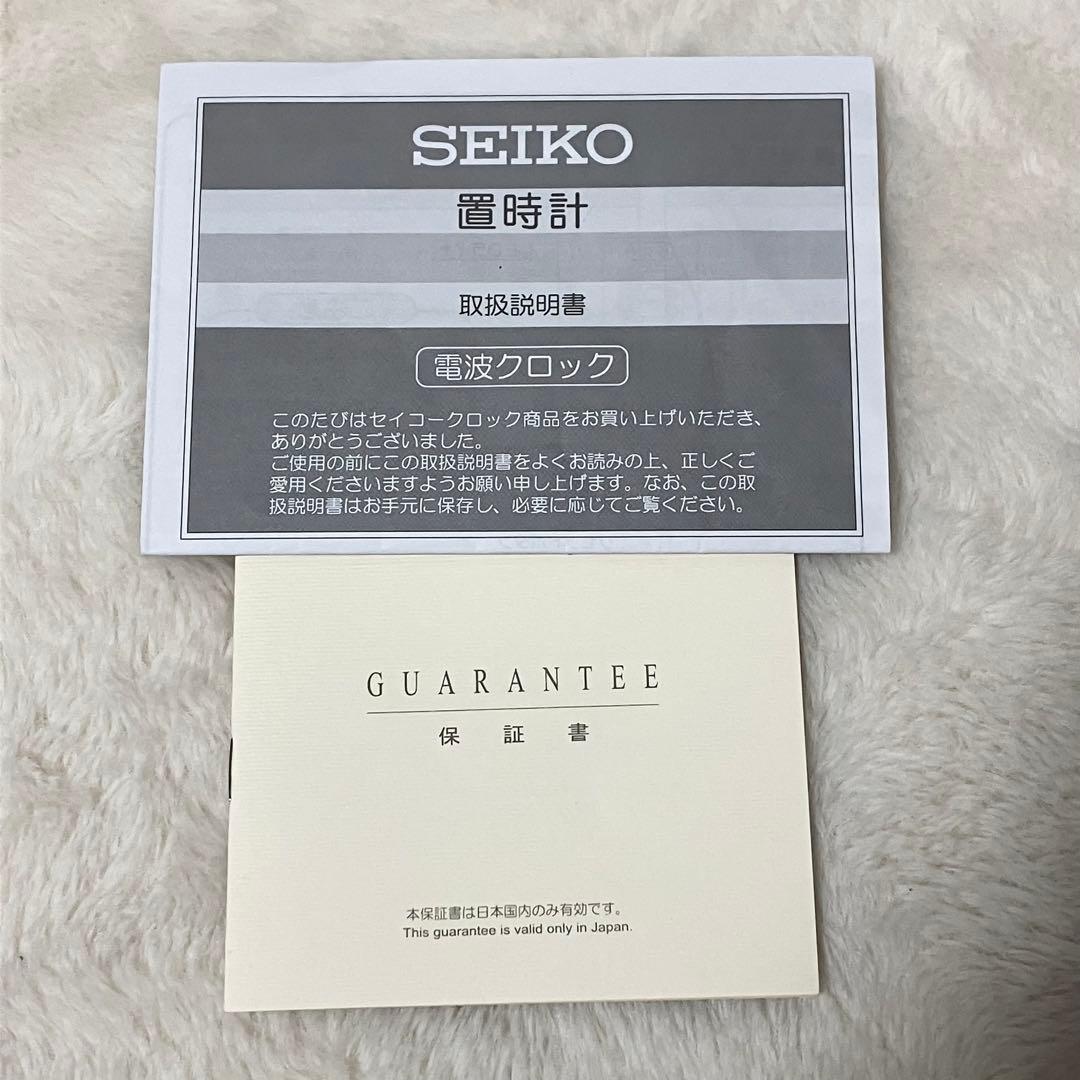 SEIKO
置時計
取扱説明書
電波クロック
このたびはセイコークロック商品をお買い上げいただき、
ありがとうございました。
ご使用の前にこの取扱説明書をよくお読みの上、正しくご
愛用くださいますようお願い申し上げます。なお、この取
扱説明書はお手元に保存し、必要に応じてご覧ください。
GUARANTEE
保証書
本保証書は日本国内のみ有効です。
This guarantee is valid only in Japan.